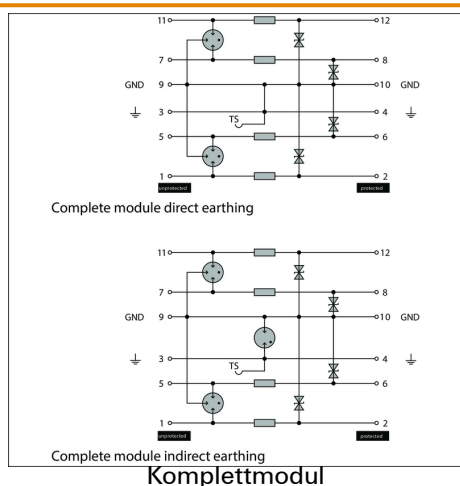 11 12
7 8
GND 9 10 GND
3 4
TS
5 6
1 2
unprotected protected
Complete module direct earthing
11 12
7 8
GND 9 10 GND
3 4
TS
5 6
1 2
unprotected protected
Complete module indirect earthing
Komplettmodul